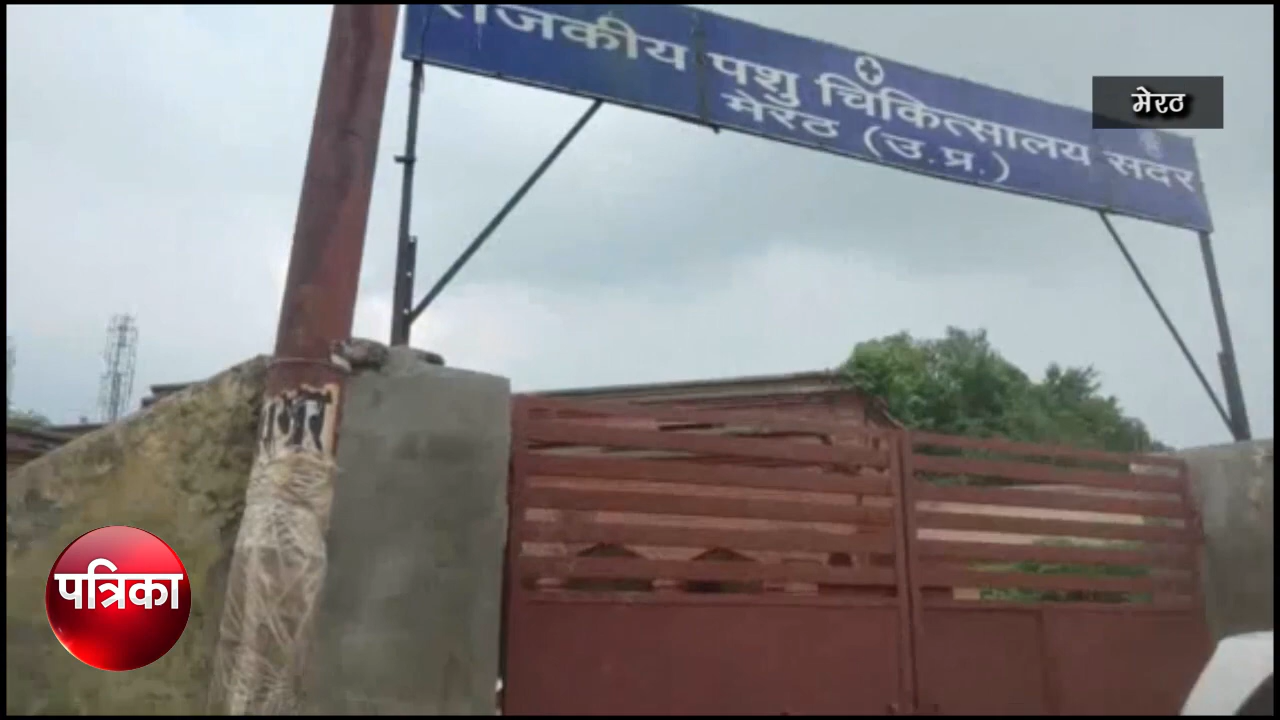 राजकीय पशु चिकित्सालय सदर
मेरठ (उ.प्र.)
मेरठ
पत्रिका